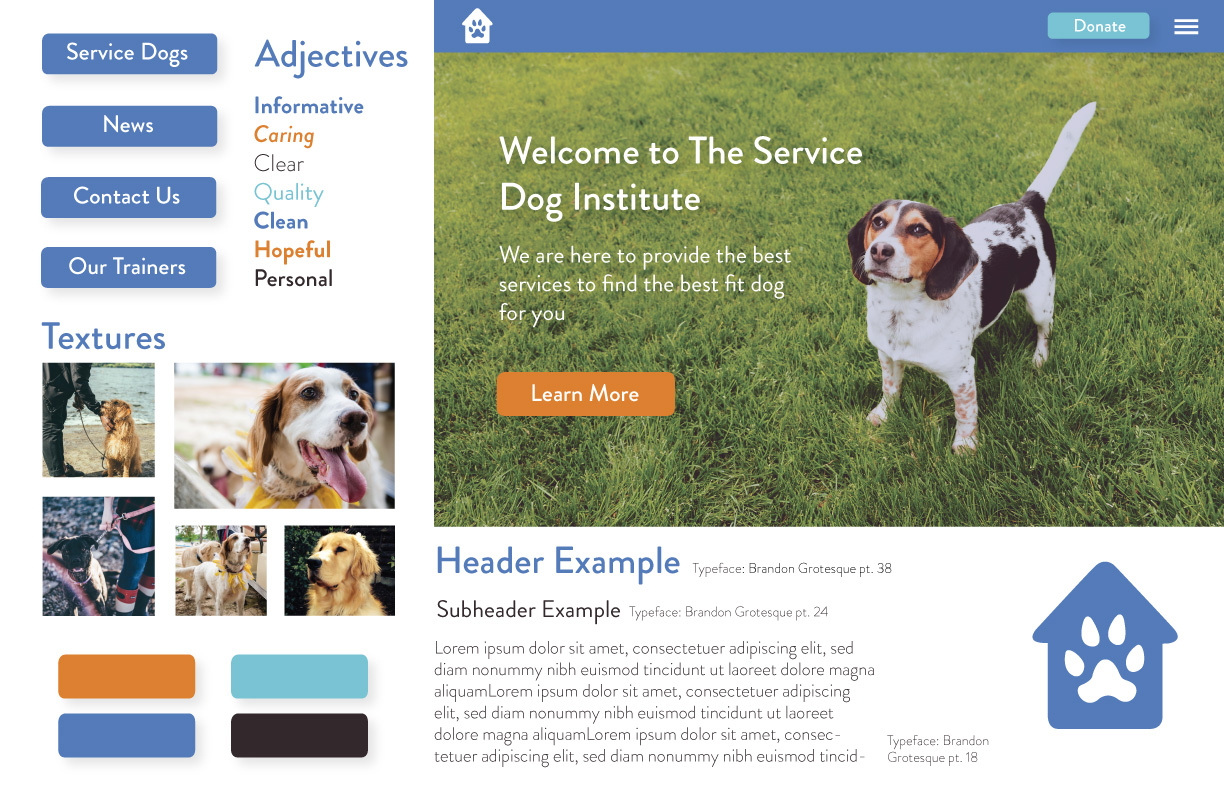 Service Dogs
News
Contact Us
Our Trainers
Adjectives
Informative
Caring
Clear
Quality
Clean
Hopeful
Personal
Textures
Donate
Welcome to The Service
Dog Institute
We are here to provide the best
services to find the best fit dog
for you
Learn More
Header Example
Typeface: Brandon Grotesque pt. 38
Subheader Example
Typeface: Brandon Grotesque pt. 24
Lorem ipsum dolor sit amet, consectetuer adipiscing elit, sed
diam nonummy nibh euismod tincidunt ut laoreet dolore magna
aliquamLorem ipsum dolor sit amet, consectetuer adipiscing
elit, sed diam nonummy nibh euismod tincidunt ut laoreet
dolore magna aliquamLorem ipsum dolor sit amet, consec-
tetuer adipiscing elit, sed diam nonummy nibh euismod tincid-
Typeface: Brandon
Grotesque pt. 18